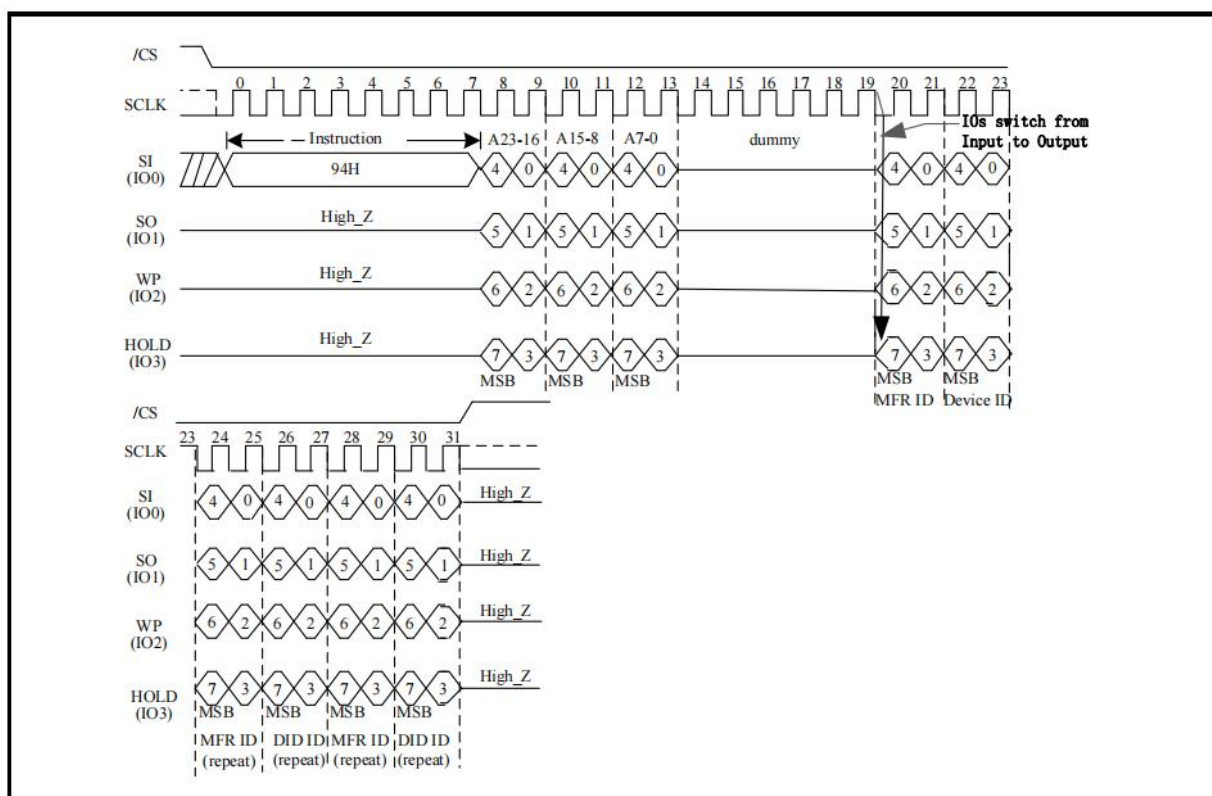 /CS
0 1 2 3 4 5 6 7 8 9 10 11 12 13 14 15 16 17 18 19 20 21 22 23
SCLK
IOs switch from
Instruction A23-16 A15-8 A7-0 dummy Input to Output
SI
(IO0) 94H 4 0 4 0 4 0 4 0 4 0
SO High_Z
(IO1) 5 1 5 1 5 1 5 1 5 1
WP High_Z
(IO2) 6 2 6 2 6 2 6 2 6 2
HOLD High_Z
(IO3) 7 3 7 3 7 3 7 3 7 3
MSB MSB MSB MSB MSB
MFR ID Device ID
/CS
23 24 25 26 27 28 29 30 31
SCLK
SI High_Z
(IO0) 4 0 4 0 4 0 4 0
SO High_Z
(IO1) 5 1 5 1 5 1 5 1
WP High_Z
(IO2) 6 2 6 2 6 2 6 2
HOLD High_Z
(IO3) 7 3 7 3 7 3 7 3
MSB MSB MSB MSB
MFR ID DID ID MFR ID DID ID
(repeat) (repeat) (repeat) (repeat)